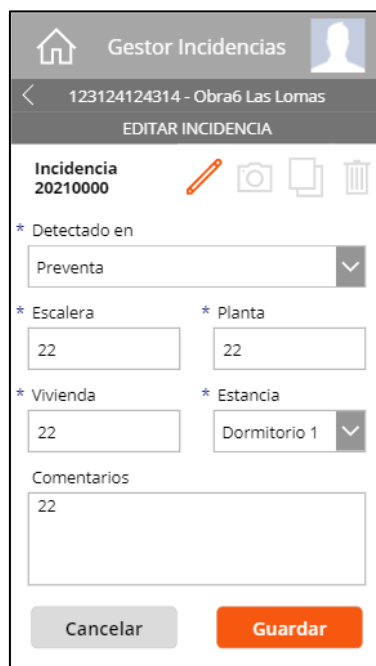 Gestor Incidencias
123124124314 - Obra6 Las Lomas
EDITAR INCIDENCIA
Incidencia
20210000
* Detectado en
Preventa
* Escalera * Planta
22 22
* Vivienda * Estancia
22 Dormitorio 1
Comentarios
22
Cancelar Guardar